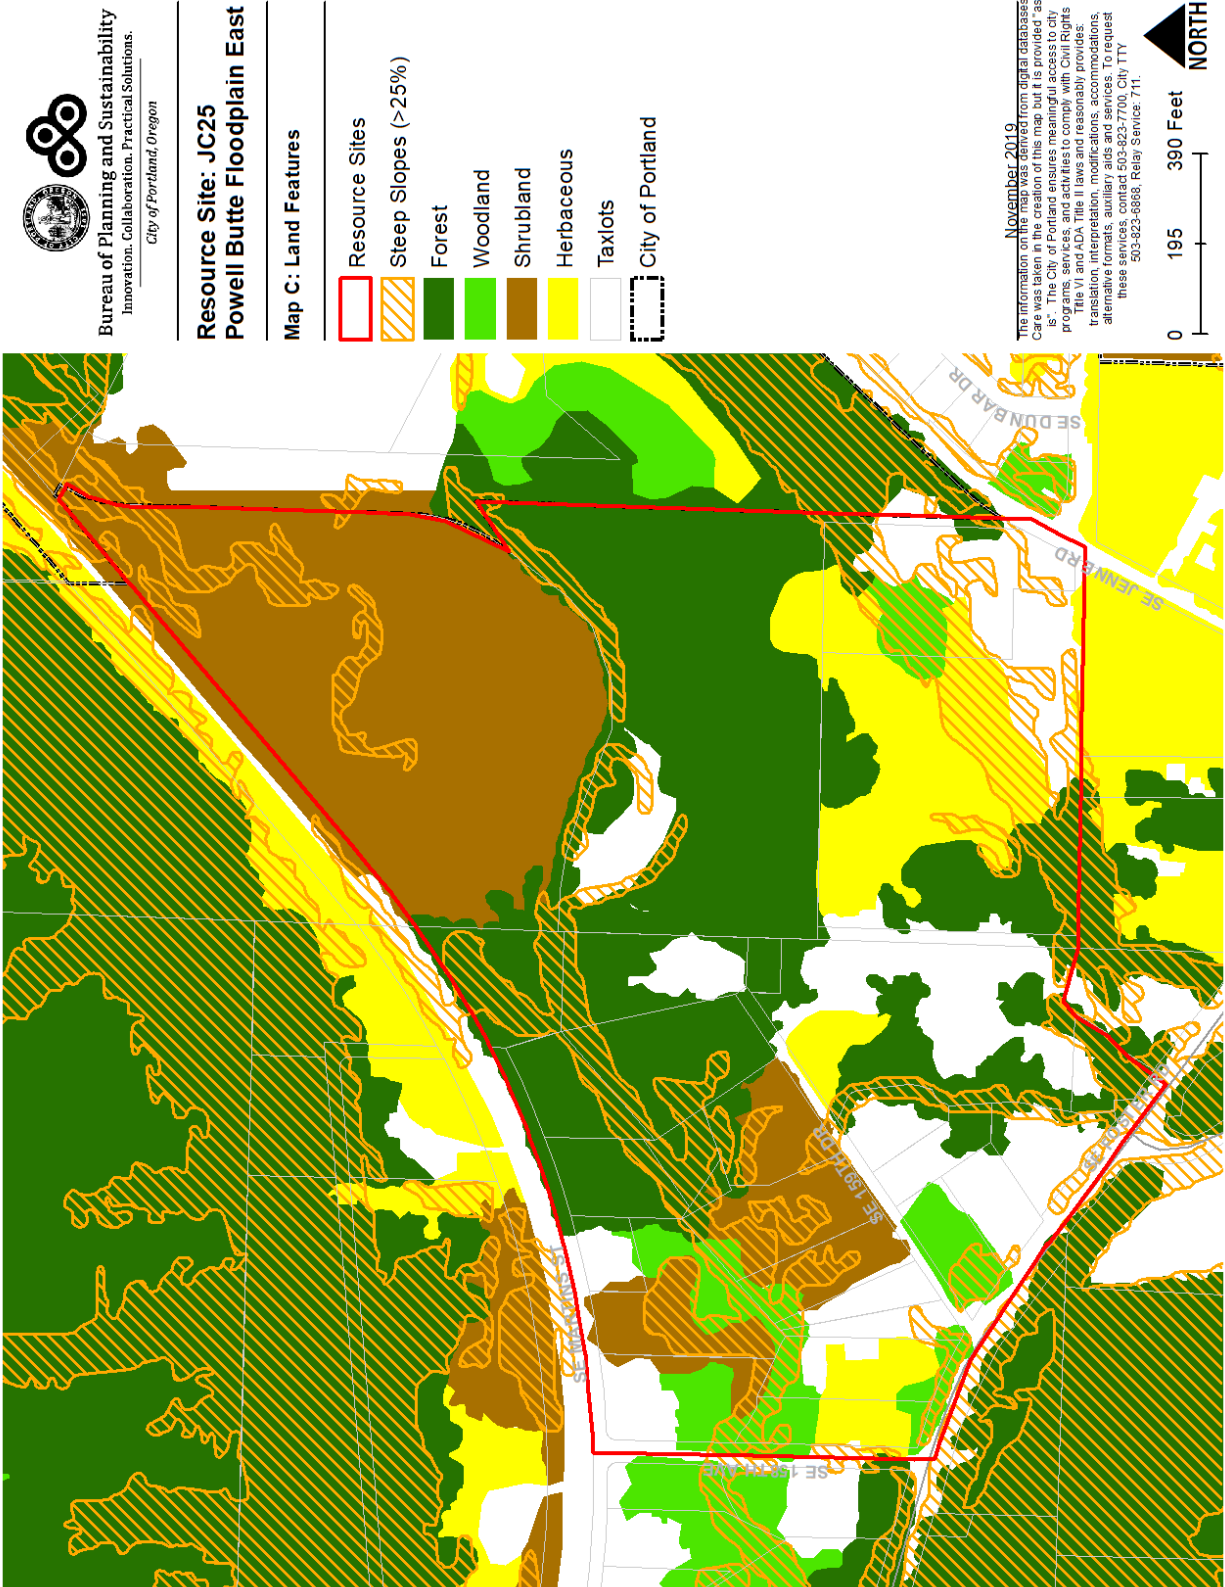 Bureau of Planning and Sustainability
Innovation. Collaboration. Practical Solutions.
City of Portland, Oregon
Resource Site: JC25
Powell Butte Floodplain East
Map C: Land Features
Resource Sites
Steep Slopes (>25%)
Forest
Woodland
Shrubland
Herbaceous
Taxlots
City of Portland
November 2019
The information on the map was derived from digital databases
Care was taken in the creation of this map but it is provided "as
is". The City of Portland ensures meaningful access to city
programs, services, and activities to comply with Civil Rights
Title VI and ADA Title II laws and reasonably provides:
translation, interpretation, modifications, accommodations,
alternative formats, auxiliary aids and services. To request
these services, contact 503-823-7700, City TTY
503-823-6868, Relay Service: 711.
0 195 390 Feet
NORTH
SE MARTINS ST
SE 159TH DR
SE 158TH AVE
SE FOSTER RD
SE JENNE RD
SE DUNBAR DR